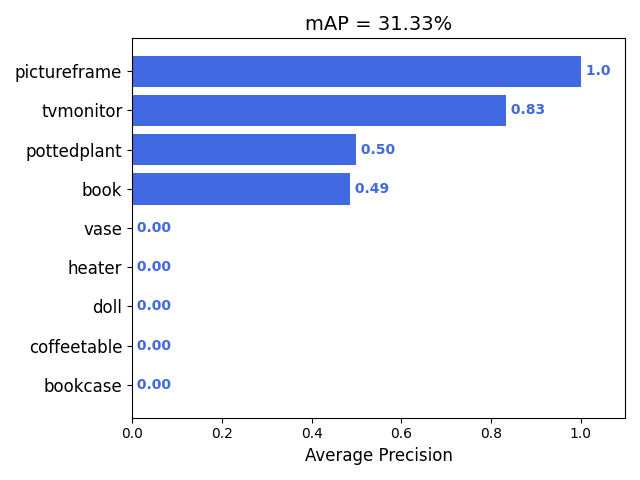 mAP = 31.33%
pictureframe 1.0
tvmonitor 0.83
pottedplant 0.50
book 0.49
vase 0.00
heater 0.00
doll 0.00
coffeetable 0.00
bookcase 0.00
0.0 0.2 0.4 0.6 0.8 1.0
Average Precision